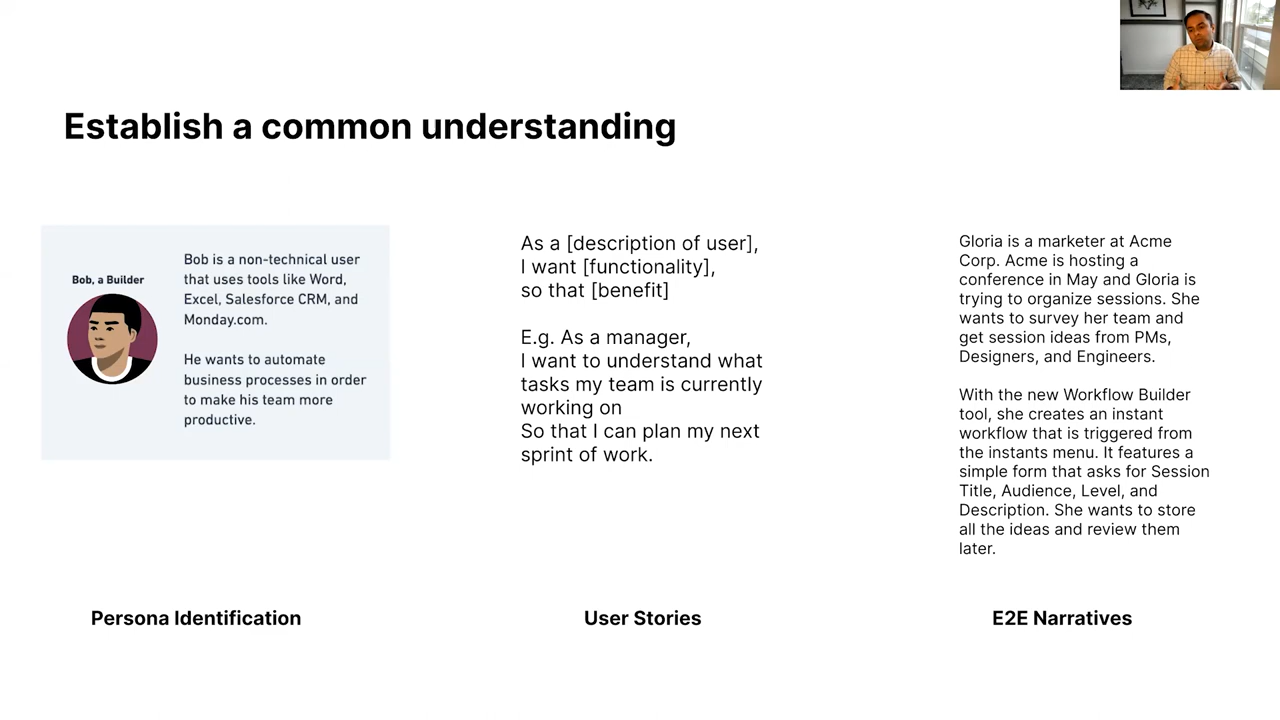 Establish a common understanding
Bob, a Builder
Bob is a non-technical user
that uses tools like Word,
Excel, Salesforce CRM, and
Monday.com.
He wants to automate
business processes in order
to make his team more
productive.
Persona Identification
As a [description of user],
I want [functionality],
so that [benefit]
E.g. As a manager,
I want to understand what
tasks my team is currently
working on
So that I can plan my next
sprint of work.
User Stories
Gloria is a marketer at Acme
Corp. Acme is hosting a
conference in May and Gloria is
trying to organize sessions. She
wants to survey her team and
get session ideas from PMs,
Designers, and Engineers.
With the new Workflow Builder
tool, she creates an instant
workflow that is triggered from
the instants menu. It features a
simple form that asks for Session
Title, Audience, Level, and
Description. She wants to store
all the ideas and review them
later.
E2E Narratives